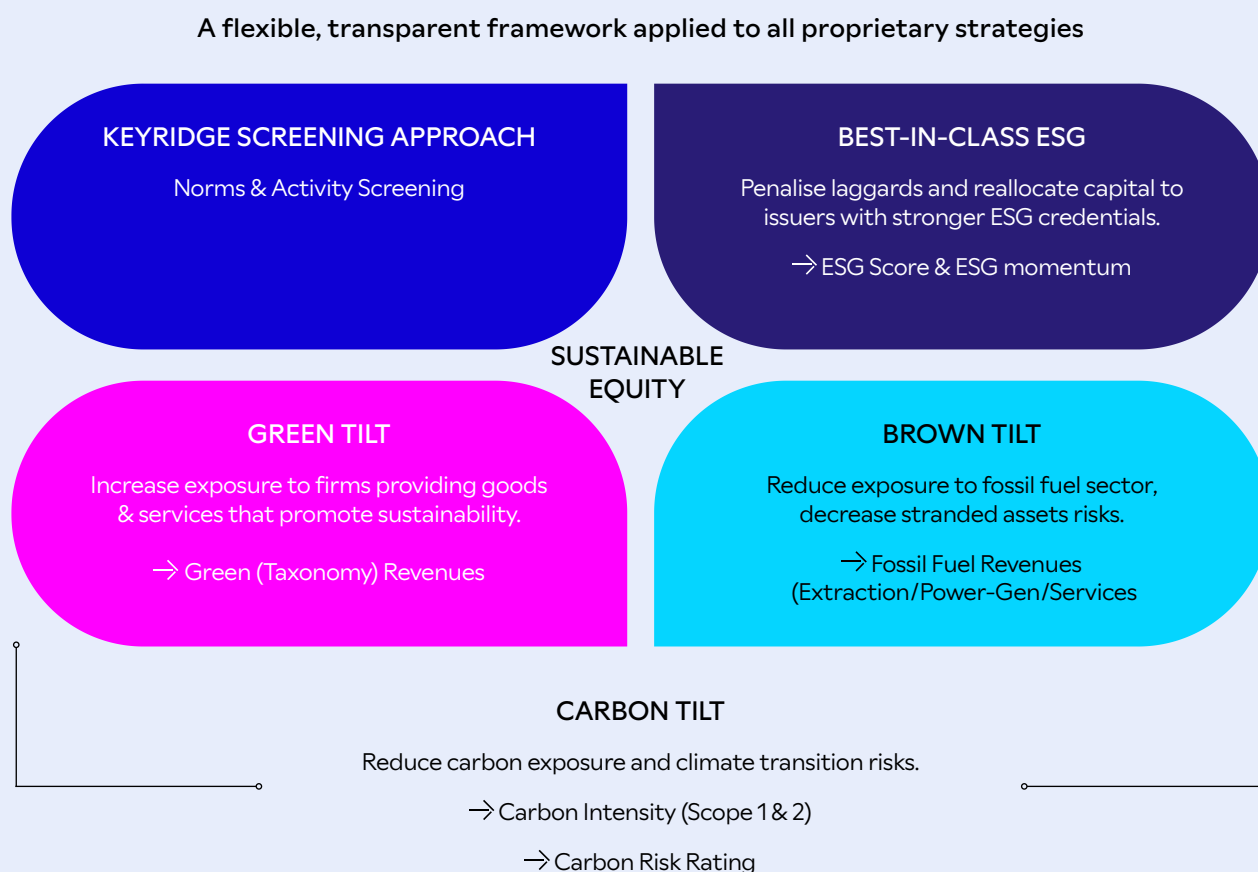 A flexible, transparent framework applied to all proprietary strategies
KEYRIDGE SCREENING APPROACH
Norms & Activity Screening
BEST-IN-CLASS ESG
Penalise laggards and reallocate capital to
issuers with stronger ESG credentials.
→ ESG Score & ESG momentum
SUSTAINABLE
EQUITY
GREEN TILT
Increase exposure to firms providing goods
& services that promote sustainability.
→ Green (Taxonomy) Revenues
BROWN TILT
Reduce exposure to fossil fuel sector,
decrease stranded assets risks.
→ Fossil Fuel Revenues
(Extraction/Power-Gen/Services
CARBON TILT
Reduce carbon exposure and climate transition risks.
→ Carbon Intensity (Scope 1 & 2)
→ Carbon Risk Rating